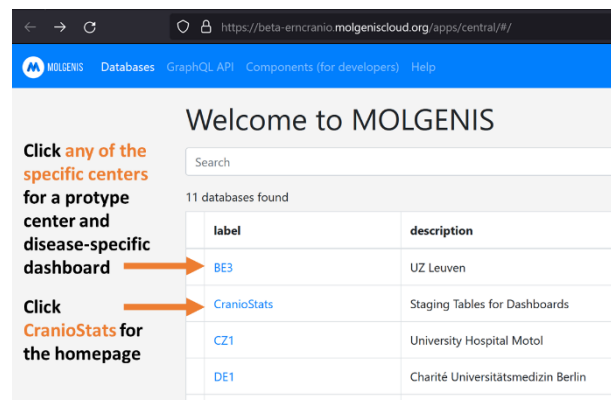 https://beta-erncranio.molgeniscloud.org/apps/central/#/
MOLGENIS Databases GraphQL API Components (for developers) Help
Welcome to MOLGENIS
Search
11 databases found
label description
BE3 UZ Leuven
CranioStats Staging Tables for Dashboards
CZ1 University Hospital Motol
DE1 Charité Universitätsmedizin Berlin
Click any of the
specific centers
for a protype
center and
disease-specific
dashboard
Click
CranioStats for
the homepage